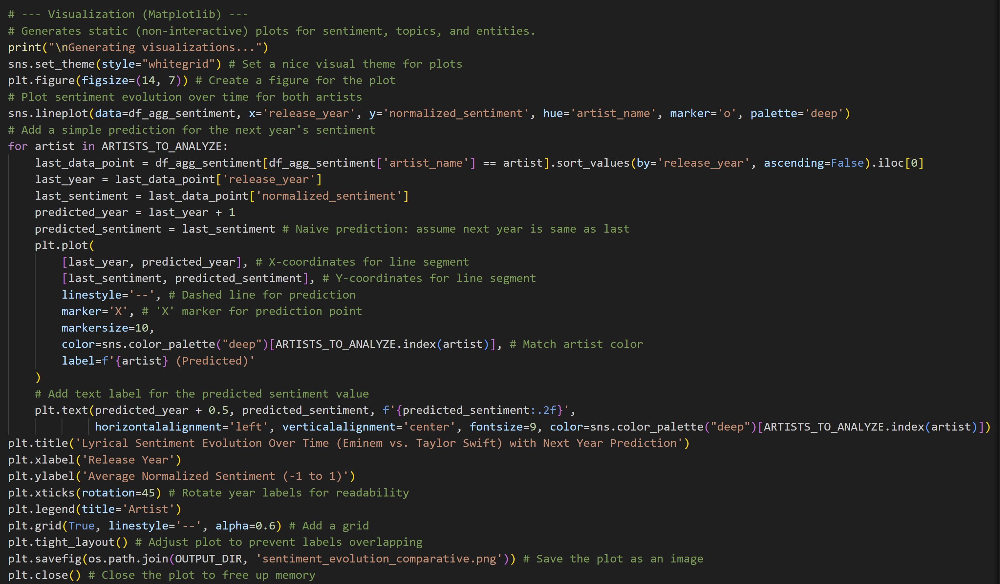 # --- Visualization (Matplotlib) ---
# Generates static (non-interactive) plots for sentiment, topics, and entities.
print("\nGenerating visualizations...")
sns.set_theme(style="whitegrid") # Set a nice visual theme for plots
plt.figure(figsize=(14, 7)) # Create a figure for the plot
# Plot sentiment evolution over time for both artists
sns.lineplot(data=df_agg_sentiment, x='release_year', y='normalized_sentiment', hue='artist_name', marker='o', palette='deep')
# Add a simple prediction for the next year's sentiment
for artist in ARTISTS_TO_ANALYZE:
    last_data_point = df_agg_sentiment[df_agg_sentiment['artist_name'] == artist].sort_values(by='release_year', ascending=False).iloc[0]
    last_year = last_data_point['release_year']
    last_sentiment = last_data_point['normalized_sentiment']
    predicted_year = last_year + 1
    predicted_sentiment = last_sentiment # Naive prediction: assume next year is same as last
    plt.plot(
        [last_year, predicted_year], # X-coordinates for line segment
        [last_sentiment, predicted_sentiment], # Y-coordinates for line segment
        linestyle='--', # Dashed line for prediction
        marker='X', # 'X' marker for prediction point
        markersize=10,
        color=sns.color_palette("deep")[ARTISTS_TO_ANALYZE.index(artist)], # Match artist color
        label=f'{artist} (Predicted)'
    )
    # Add text label for the predicted sentiment value
    plt.text(predicted_year + 0.5, predicted_sentiment, f'{predicted_sentiment:.2f}',
             horizontalalignment='left', verticalalignment='center', fontsize=9, color=sns.color_palette("deep")[ARTISTS_TO_ANALYZE.index(artist)])
plt.title('Lyrical Sentiment Evolution Over Time (Eminem vs. Taylor Swift) with Next Year Prediction')
plt.xlabel('Release Year')
plt.ylabel('Average Normalized Sentiment (-1 to 1)')
plt.xticks(rotation=45) # Rotate year labels for readability
plt.legend(title='Artist')
plt.grid(True, linestyle='--', alpha=0.6) # Add a grid
plt.tight_layout() # Adjust plot to prevent labels overlapping
plt.savefig(os.path.join(OUTPUT_DIR, 'sentiment_evolution_comparative.png')) # Save the plot as an image
plt.close() # Close the plot to free up memory